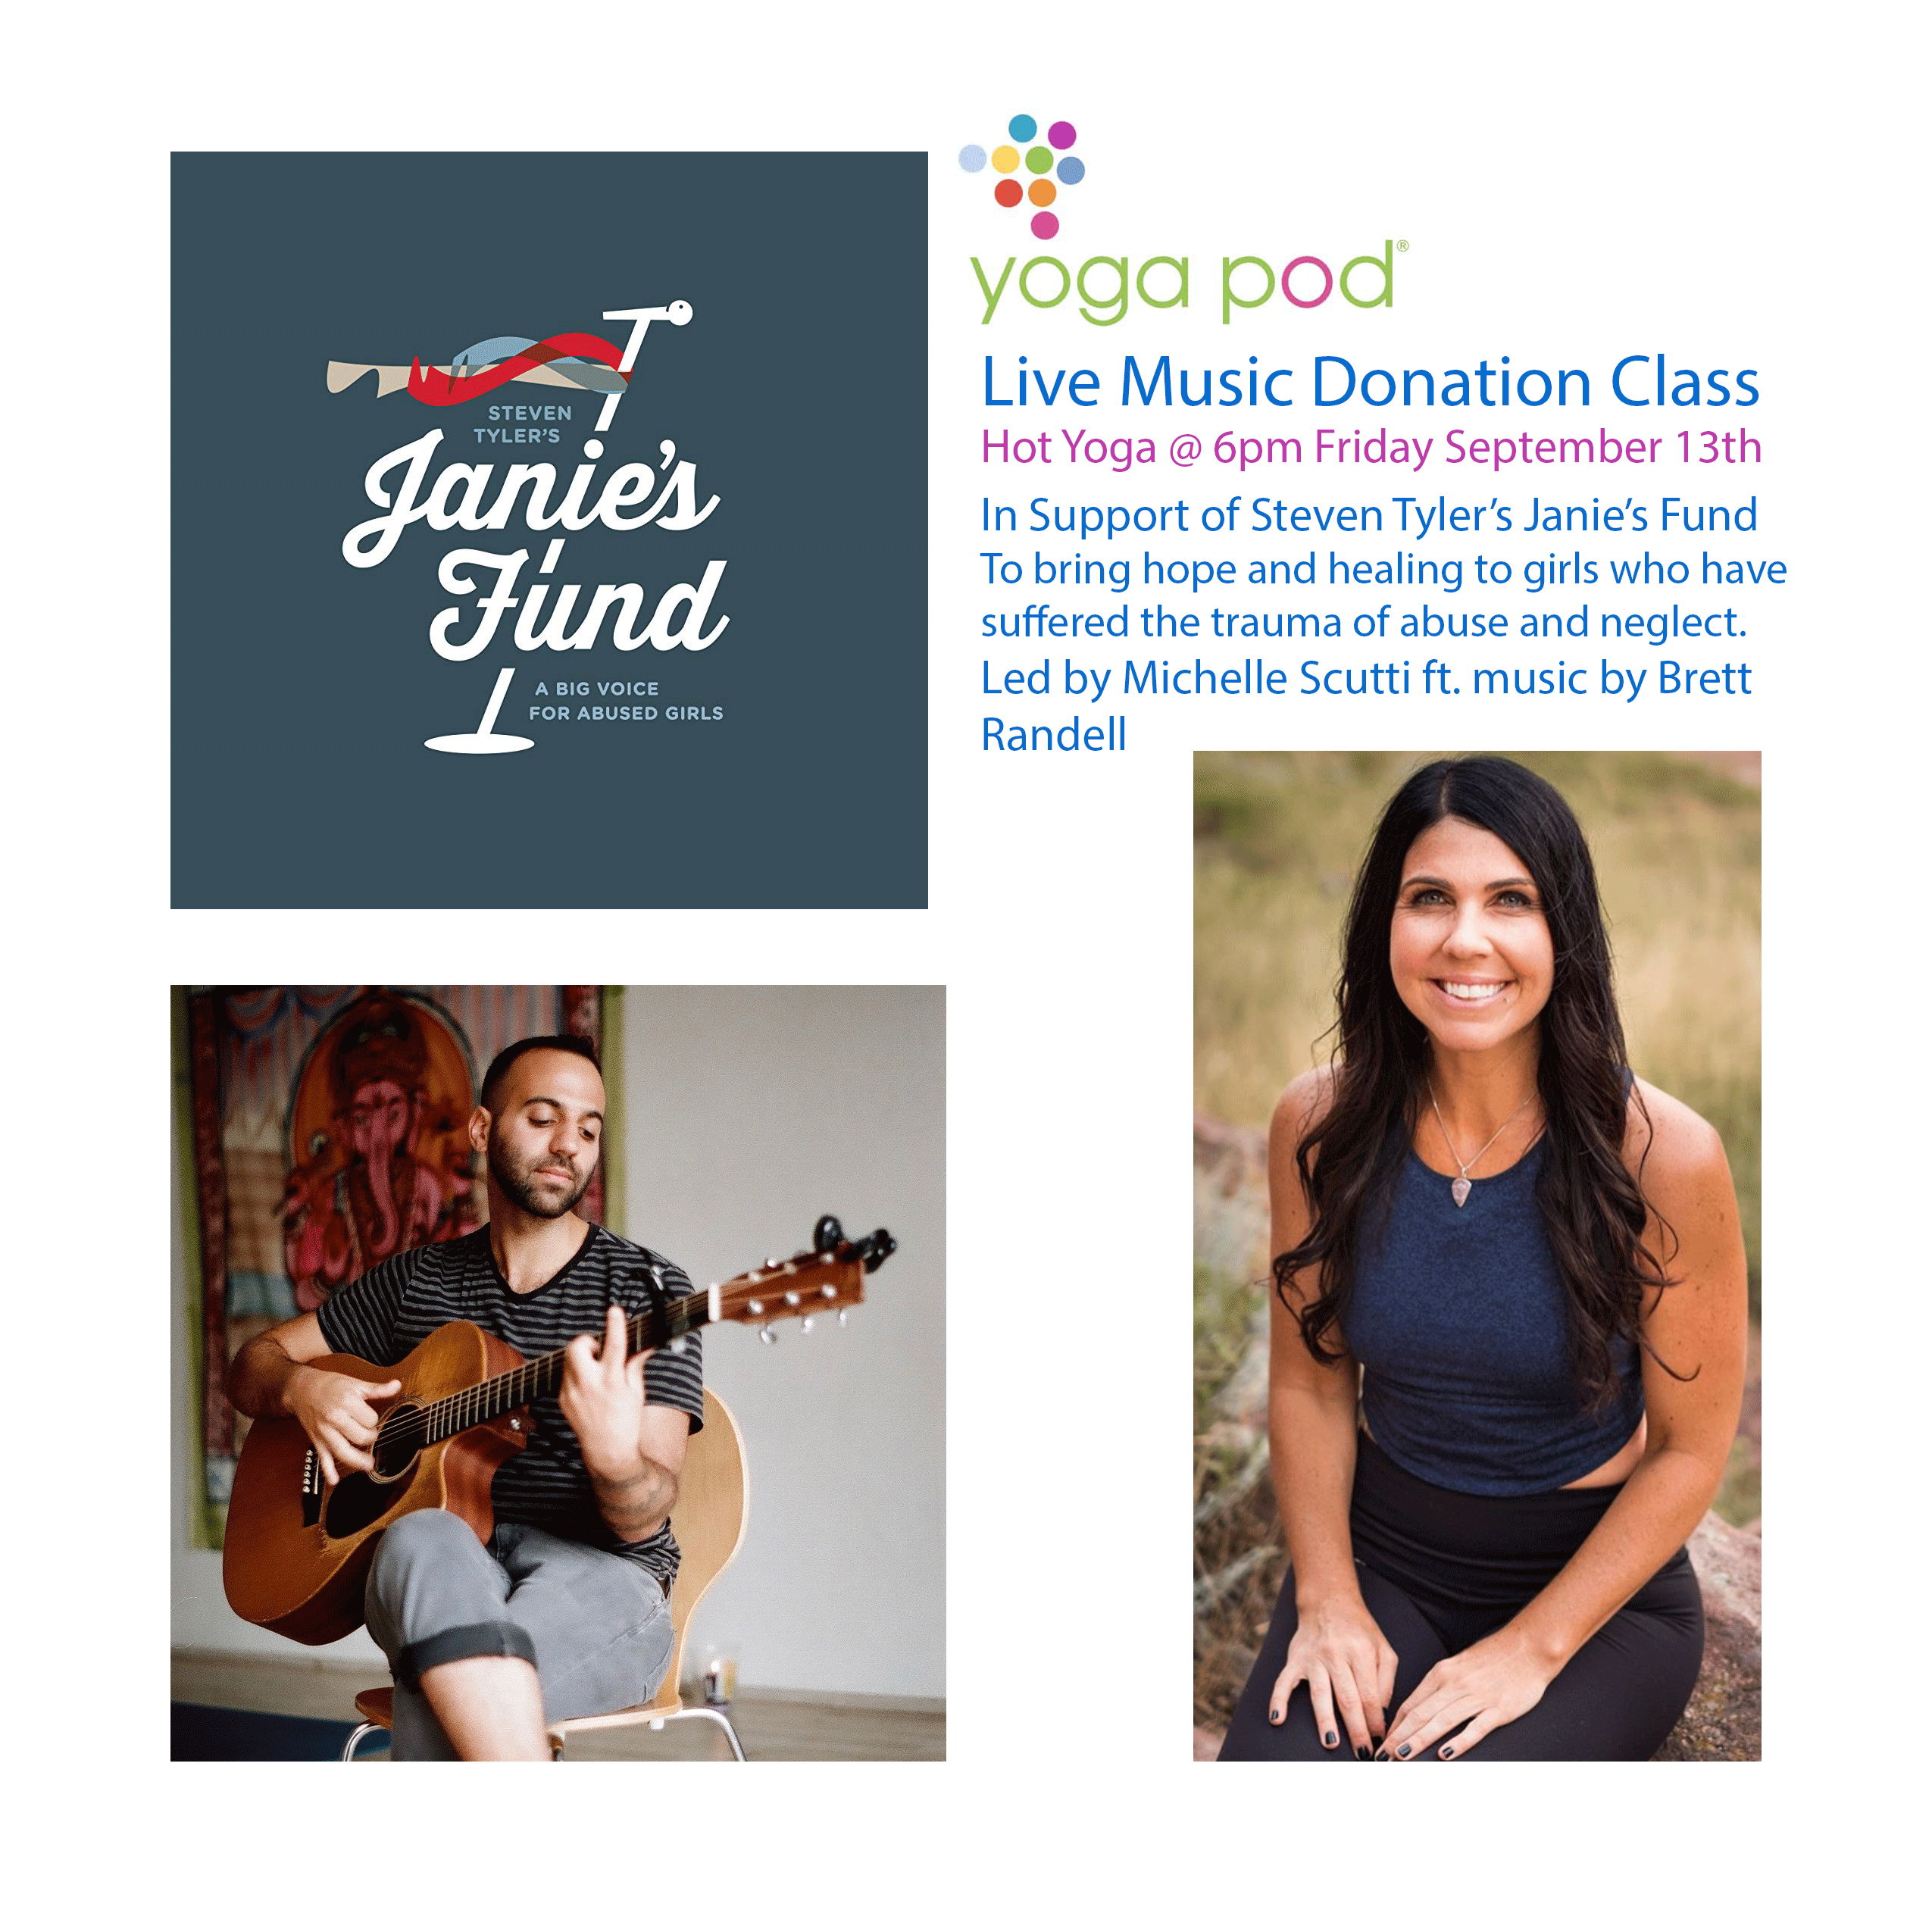 STEVEN
TYLER'S
Janie's
Fund
A BIG VOICE
FOR ABUSED GIRLS
yoga pod®
Live Music Donation Class
Hot Yoga @ 6pm Friday September 13th
In Support of Steven Tyler’s Janie’s Fund
To bring hope and healing to girls who have
suffered the trauma of abuse and neglect.
Led by Michelle Scutti ft. music by Brett
Randell